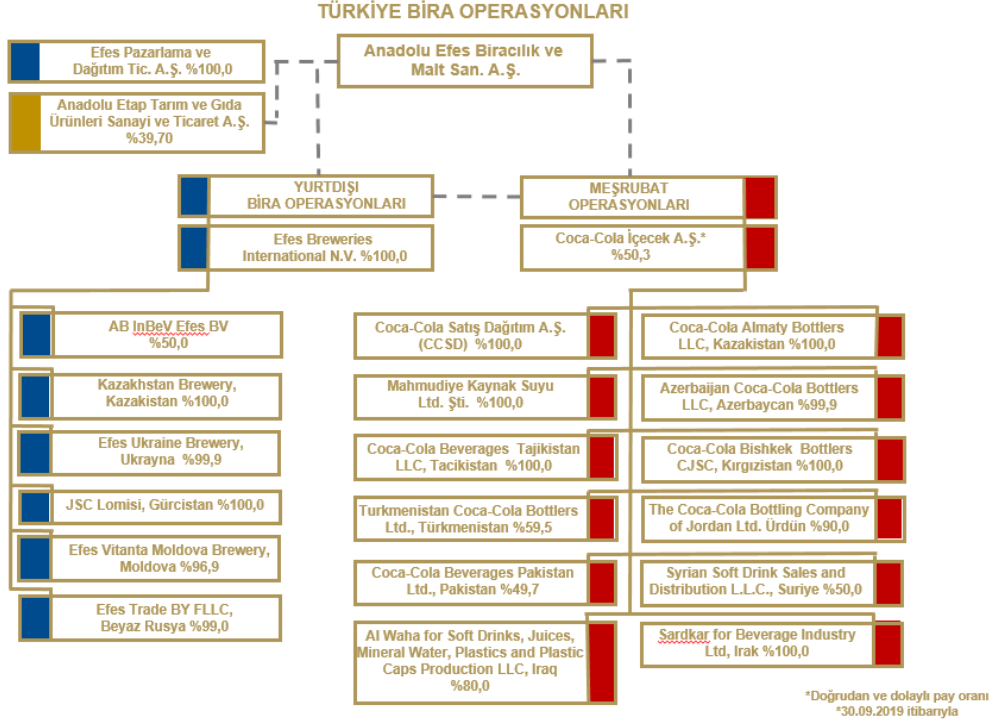 TÜRKİYE BİRA OPERASYONLARI
Efes Pazarlama ve
Dağıtım Tic. A.Ş. %100,0
Anadolu Efes Biracılık ve
Malt San. A.Ş.
Anadolu Etap Tarım ve Gıda
Ürünleri Sanayi ve Ticaret A.Ş.
%39,70
YURTDIŞI
BİRA OPERASYONLARI
MEŞRUBAT
OPERASYONLARI
Efes Breweries
International N.V. %100,0
Coca-Cola İçecek A.Ş.*
%50,3
AB InBeV Efes BV
%50,0
Kazakhstan Brewery,
Kazakistan %100,0
Efes Ukraine Brewery,
Ukrayna %99,9
JSC Lomisi, Gürcistan %100,0
Efes Vitanta Moldova Brewery,
Moldova %96,9
Efes Trade BY FLLC,
Beyaz Rusya %99,0
Coca-Cola Satış Dağıtım A.Ş.
(CCSD) %100,0
Mahmudiye Kaynak Suyu
Ltd. Şti. %100,0
Coca-Cola Beverages Tajikistan
LLC, Tacikistan %100,0
Turkmenistan Coca-Cola Bottlers
Ltd., Türkmenistan %59,5
Coca-Cola Beverages Pakistan
Ltd., Pakistan %49,7
Al Waha for Soft Drinks, Juices,
Mineral Water, Plastics and Plastic
Caps Production LLC, Iraq
%80,0
Coca-Cola Almaty Bottlers
LLC, Kazakistan %100,0
Azerbaijan Coca-Cola Bottlers
LLC, Azerbaycan %99,9
Coca-Cola Bishkek Bottlers
CJSC, Kırgızistan %100,0
The Coca-Cola Bottling Company
of Jordan Ltd. Ürdün %90,0
Syrian Soft Drink Sales and
Distribution L.L.C., Suriye %50,0
Sardkar for Beverage Industry
Ltd, Irak %100,0
*Doğrudan ve dolaylı pay oranı
*30.09.2019 itibarıyla